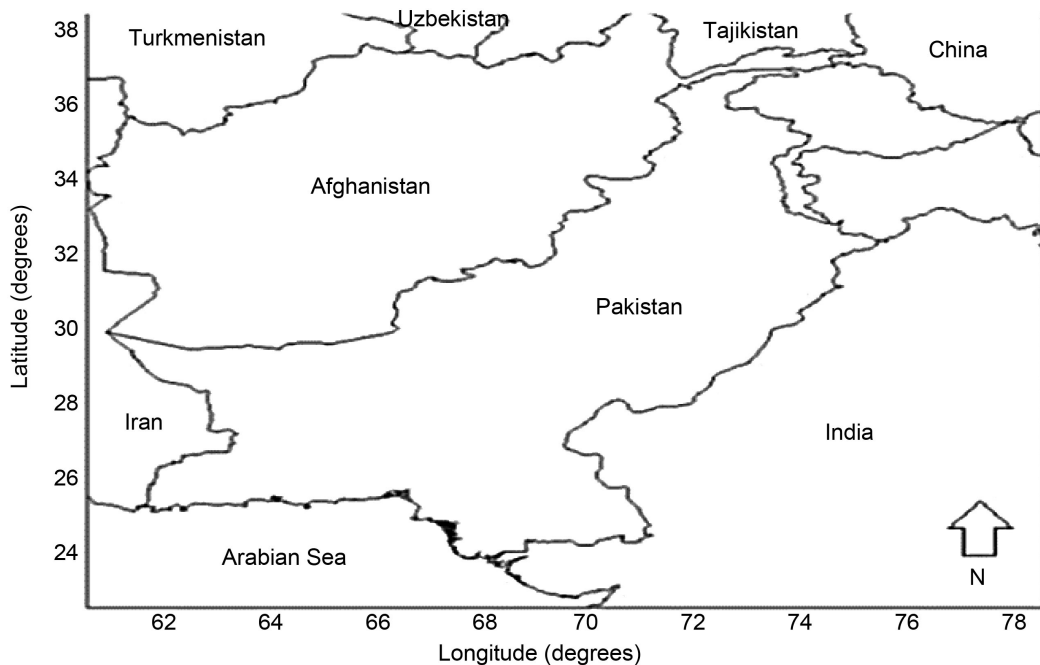 Uzbekistan
Turkmenistan
Tajikistan
China
Afghanistan
Pakistan
Iran
India
Arabian Sea
N
38
36
34
32
30
28
26
24
Latitude (degrees)
62 64 66 68 70 72 74 76 78
Longitude (degrees)